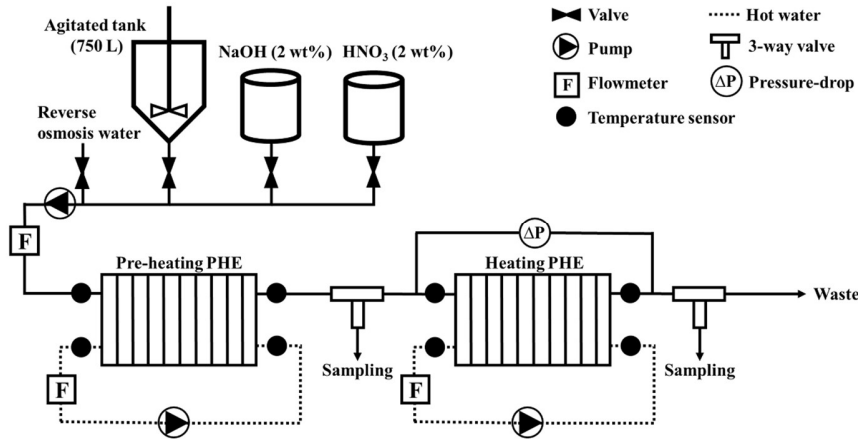 Agitated tank
(750 L)
NaOH (2 wt%)
HNO₃ (2 wt%)
Reverse
osmosis water
Valve
Pump
F
Flowmeter
Temperature sensor
Hot water
3-way valve
ΔP
Pressure-drop
F
Pre-heating PHE
ΔP
Heating PHE
Waste
Sampling
Sampling
F
F